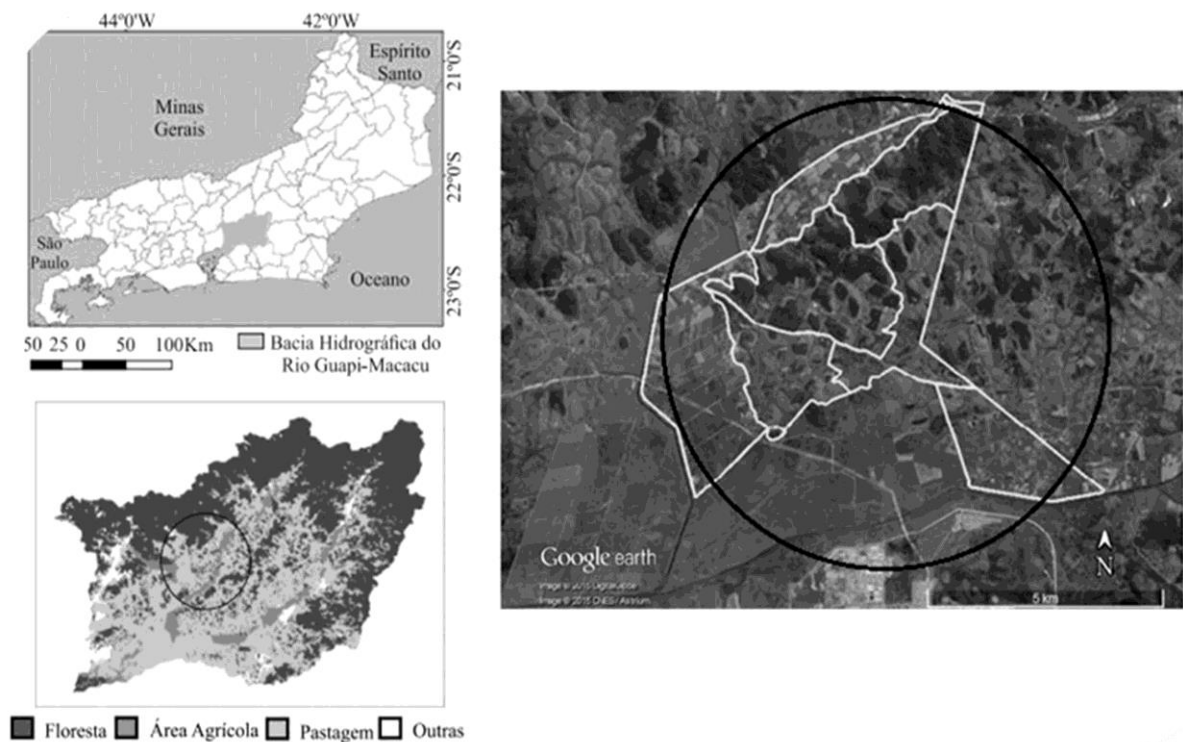 44°0'W 42°0'W
Espírito
Santo
21°0'S
Minas
Gerais
22°0'S
São
Paulo
Oceano
23°0'S
50 25 0 50 100Km
Bacia Hidrográfica do
Rio Guapi-Macacu
Floresta Área Agrícola Pastagem Outras
Google earth
N
5 km